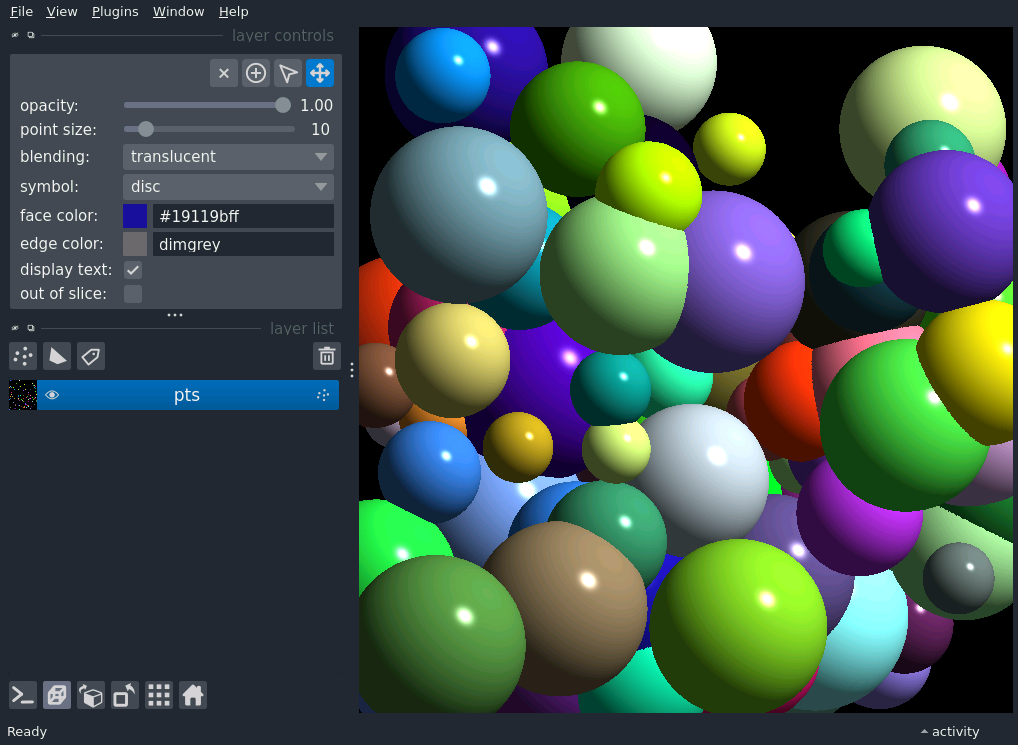 File View Plugins Window Help
layer controls
opacity: 1.00
point size: 10
blending: translucent
symbol: disc
face color: #19119bff
edge color: dimgrey
display text:
out of slice:
layer list
pts
Ready activity